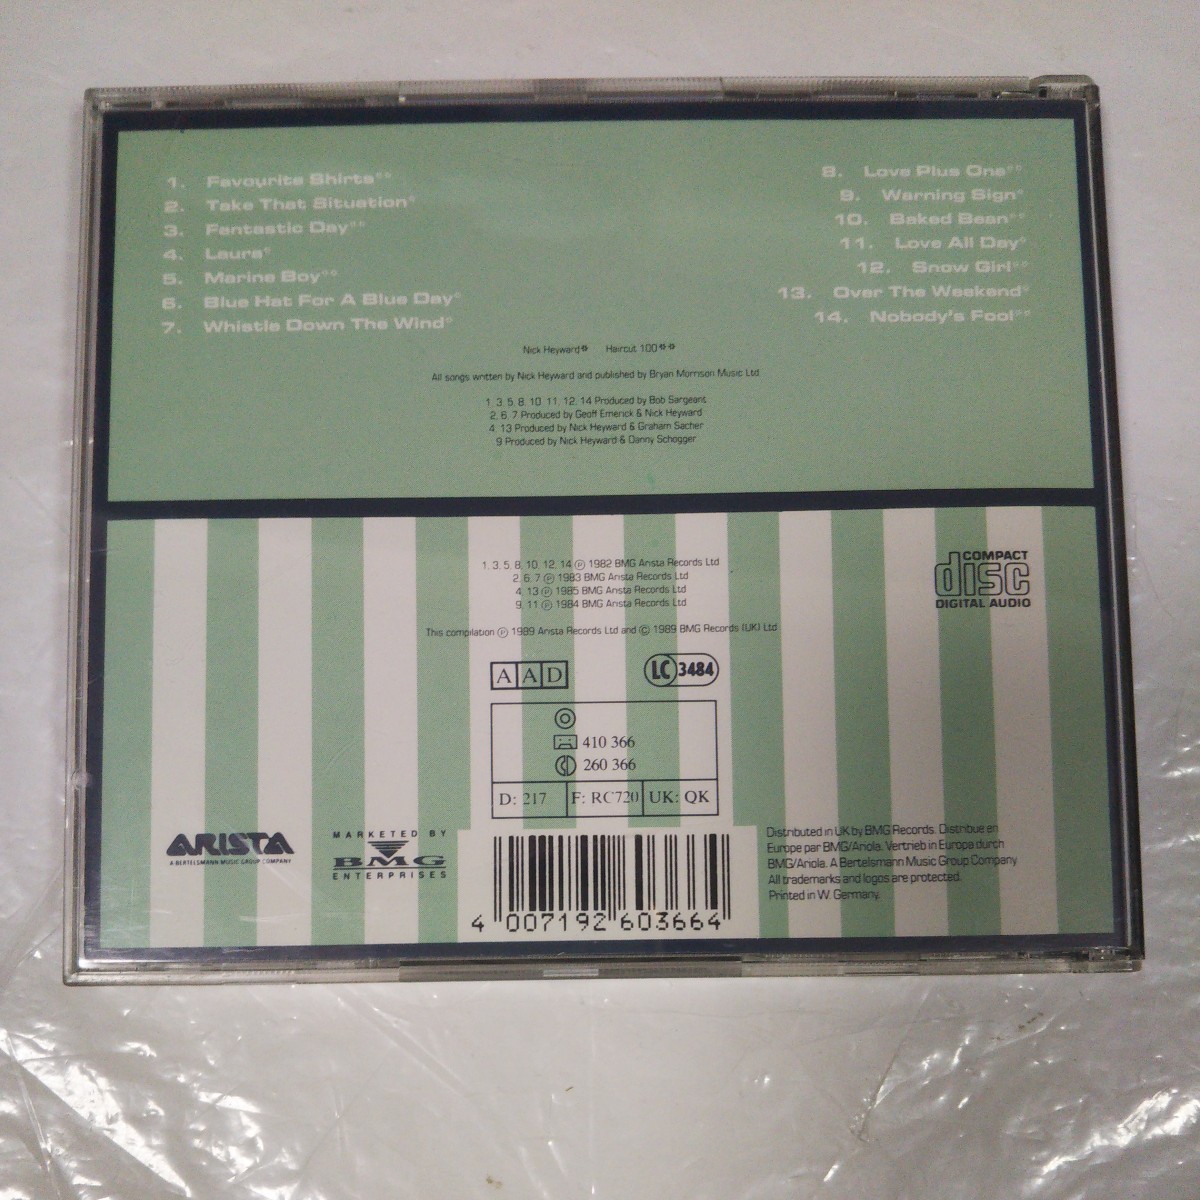 1. Favourite Shirts°°
2. Take That Situation°
3. Fantastic Day°°
4. Laura°
5. Marine Boy°°
6. Blue Hat For A Blue Day°
7. Whistle Down The Wind°
8. Love Plus One°°
9. Warning Sign°
10. Baked Bean°°
11. Love All Day°
12. Snow Girl°°
13. Over The Weekend°
14. Nobody's Fool°°
Nick Heyward* Haircut 100**
All songs written by Nick Heyward and published by Bryan Morrison Music Ltd
1, 3, 5, 8, 10, 11, 12, 14 Produced by Bob Sargeant
2, 6, 7 Produced by Geoff Emerick & Nick Heyward
4, 13 Produced by Nick Heyward & Graham Sacher
9 Produced by Nick Heyward & Danny Schogger
1, 3, 5, 8, 10, 12, 14 ℗ 1982 BMG Arista Records Ltd
2, 6, 7 ℗ 1983 BMG Arista Records Ltd
4, 13 ℗ 1985 BMG Arista Records Ltd
9, 11 ℗ 1984 BMG Arista Records Ltd
This compilation ℗ 1989 Arista Records Ltd and © 1989 BMG Records (UK) Ltd
COMPACT
disc
DIGITAL AUDIO
AAD
LC 3484
410 366
260 366
D: 217 F: RC720 UK: QK
ARISTA
A BERTELSMANN MUSIC GROUP COMPANY
MARKETED BY
BMG
ENTERPRISES
4 007192 603664
Distributed in UK by BMG Records. Distribue en
Europe par BMG/Ariola. Vertrieb in Europa durch
BMG/Ariola. A Bertelsmann Music Group Company
All trademarks and logos are protected.
Printed in W. Germany.